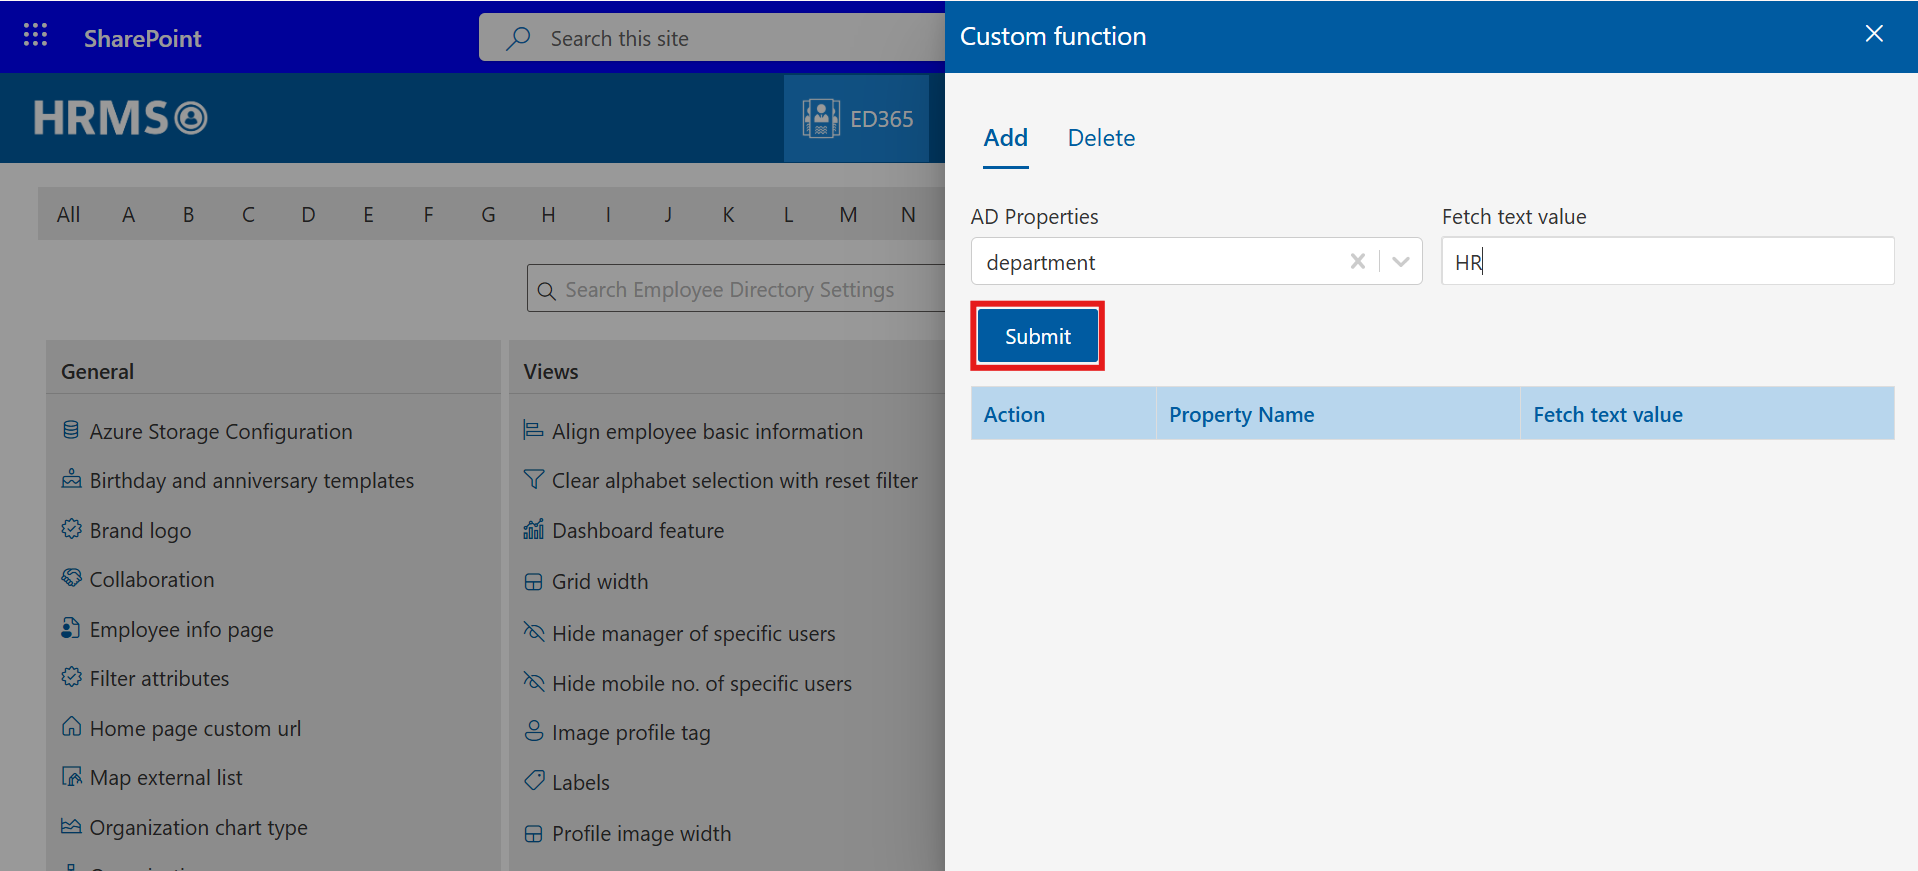 SharePoint
Search this site
HRMS
ED365
All A B C D E F G H I J K L M N
Search Employee Directory Settings
General
Azure Storage Configuration
Birthday and anniversary templates
Brand logo
Collaboration
Employee info page
Filter attributes
Home page custom url
Map external list
Organization chart type
Views
Align employee basic information
Clear alphabet selection with reset filter
Dashboard feature
Grid width
Hide manager of specific users
Hide mobile no. of specific users
Image profile tag
Labels
Profile image width
Custom function
Add Delete
AD Properties
department
Fetch text value
HR
Submit
Action Property Name Fetch text value